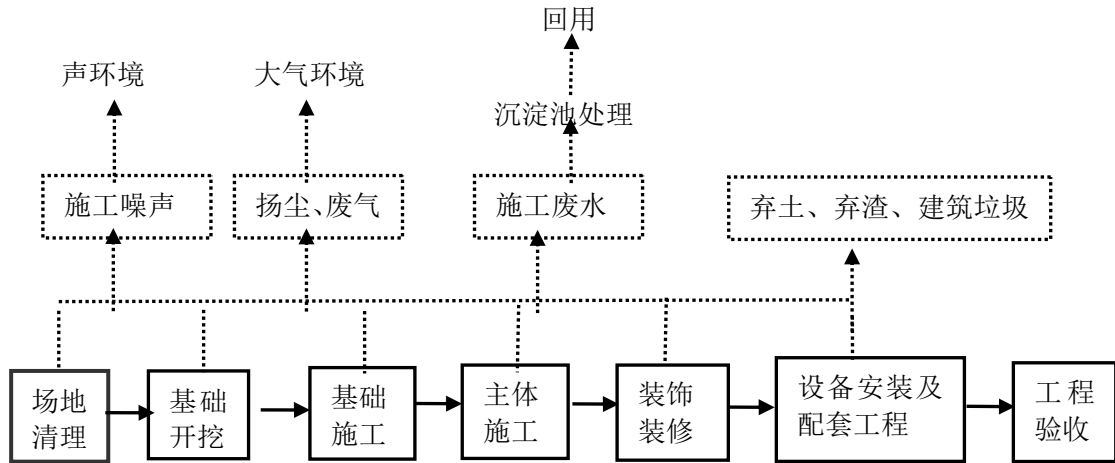 回用
声环境
大气环境
沉淀池处理
施工噪声
扬尘、废气
施工废水
弃土、弃渣、建筑垃圾
场地
清理
基础
开挖
基础
施工
主体
施工
装饰
装修
设备安装及
配套工程
工程
验收